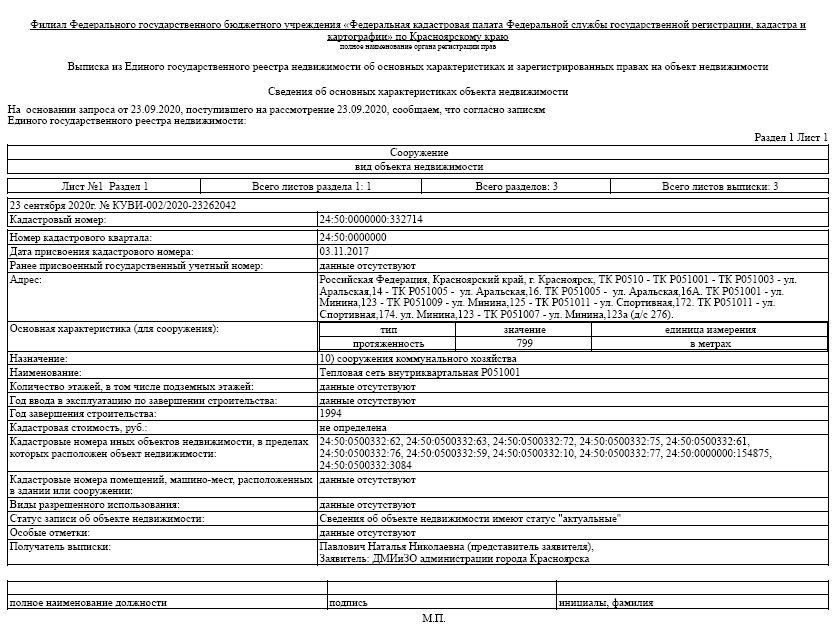 Филиал Федерального государственного бюджетного учреждения «Федеральная кадастровая палата Федеральной службы государственной регистрации, кадастра и
картографии» по Красноярскому краю
полное наименование органа регистрации прав
Выписка из Единого государственного реестра недвижимости об основных характеристиках и зарегистрированных правах на объект недвижимости
Сведения об основных характеристиках объекта недвижимости
На основании запроса от 23.09.2020, поступившего на рассмотрение 23.09.2020, сообщаем, что согласно записям
Единого государственного реестра недвижимости:
Раздел 1 Лист 1
Сооружение
вид объекта недвижимости
Лист №1 Раздел 1 Всего листов раздела 1: 1 Всего разделов: 3 Всего листов выписки: 3
23 сентября 2020г. № КУВИ-002/2020-23262042
Кадастровый номер: 24:50:0000000:332714
Номер кадастрового квартала: 24:50:0000000
Дата присвоения кадастрового номера: 03.11.2017
Ранее присвоенный государственный учетный номер: данные отсутствуют
Адрес: Российская Федерация, Красноярский край, г. Красноярск, ТК Р0510 - ТК Р051001 - ТК Р051003 - ул.
Аральская,14 - ТК Р051005 - ул. Аральская,16. ТК Р051005 - ул. Аральская,16А. ТК Р051001 - ул.
Минина,123 - ТК Р051009 - ул. Минина,125 - ТК Р051011 - ул. Спортивная,172. ТК Р051011 - ул.
Спортивная,174. ул. Минина,123 - ТК Р051007 - ул. Минина,123а (д/с 276).
Основная характеристика (для сооружения): тип значение единица измерения
протяженность 799 в метрах
Назначение: 10) сооружения коммунального хозяйства
Наименование: Тепловая сеть внутриквартальная Р051001
Количество этажей, в том числе подземных этажей: данные отсутствуют
Год ввода в эксплуатацию по завершении строительства: данные отсутствуют
Год завершения строительства: 1994
Кадастровая стоимость, руб.: не определена
Кадастровые номера иных объектов недвижимости, в пределах 24:50:0500332:62, 24:50:0500332:63, 24:50:0500332:72, 24:50:0500332:75, 24:50:0500332:61,
которых расположен объект недвижимости: 24:50:0500332:76, 24:50:0500332:59, 24:50:0500332:10, 24:50:0500332:77, 24:50:0000000:154875,
24:50:0500332:3084
Кадастровые номера помещений, машино-мест, расположенных данные отсутствуют
в здании или сооружении:
Виды разрешенного использования: данные отсутствуют
Статус записи об объекте недвижимости: Сведения об объекте недвижимости имеют статус "актуальные"
Особые отметки: данные отсутствуют
Получатель выписки: Павлович Наталья Николаевна (представитель заявителя),
Заявитель: ДМИиЗО администрации города Красноярска
полное наименование должности подпись инициалы, фамилия
М.П.